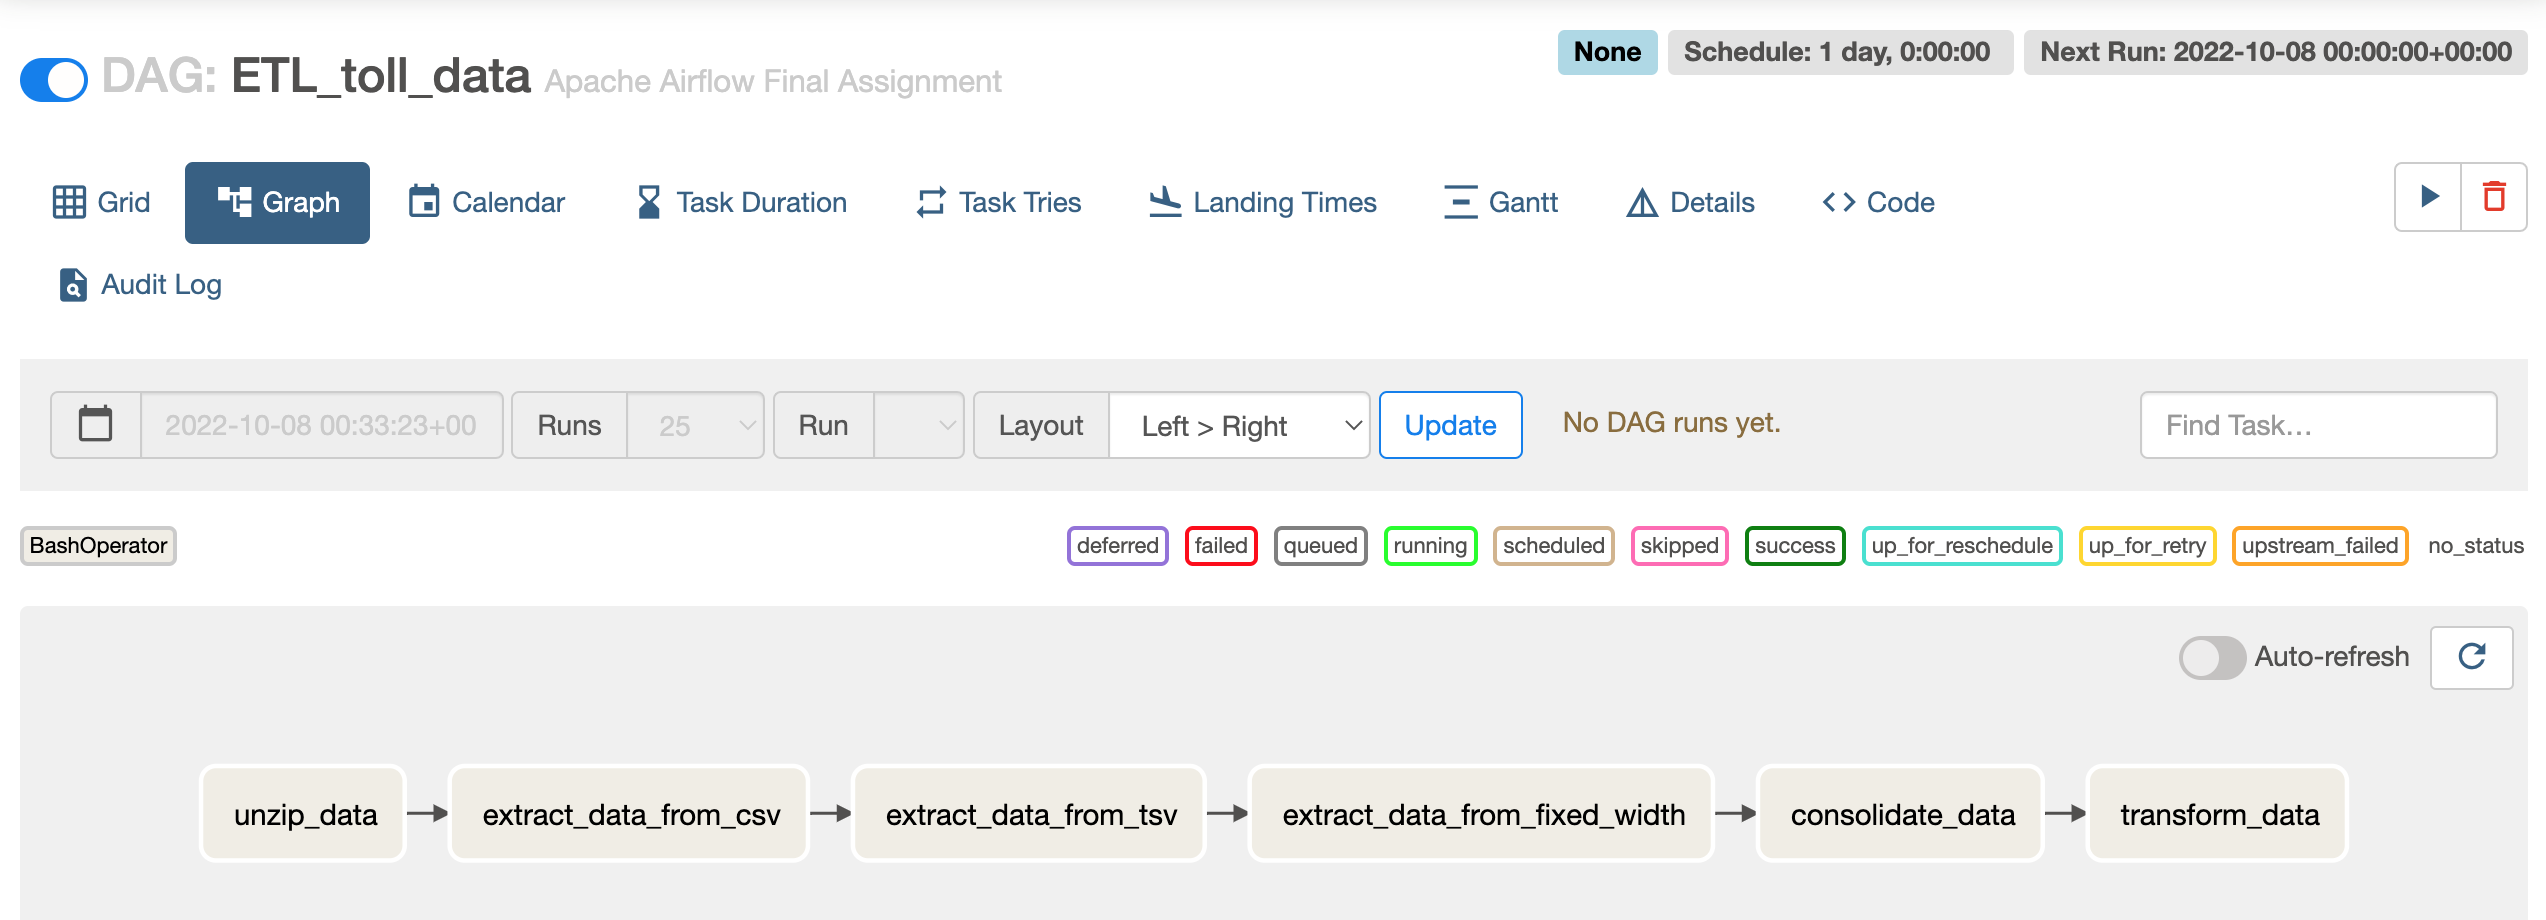 DAG: ETL_toll_data Apache Airflow Final Assignment
None Schedule: 1 day, 0:00:00 Next Run: 2022-10-08 00:00:00+00:00
Grid Graph Calendar Task Duration Task Tries Landing Times Gantt Details Code
Audit Log
2022-10-08 00:33:23+00 Runs 25 Run Layout Left > Right Update No DAG runs yet. Find Task...
BashOperator deferred failed queued running scheduled skipped success up_for_reschedule up_for_retry upstream_failed no_status
Auto-refresh
unzip_data extract_data_from_csv extract_data_from_tsv extract_data_from_fixed_width consolidate_data transform_data